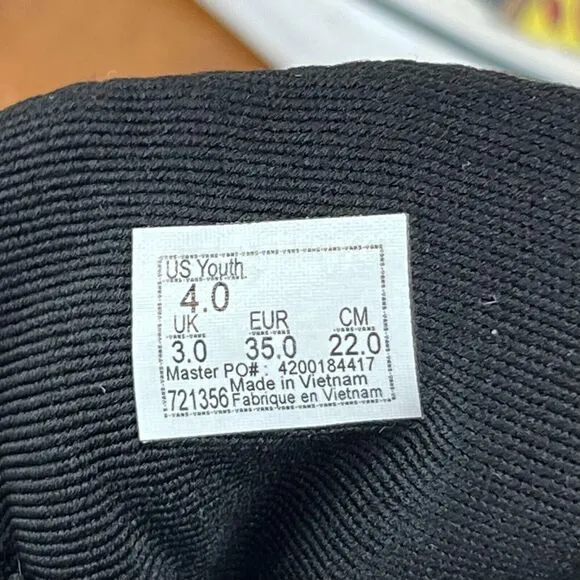 US Youth
4.0
UK EUR CM
3.0 35.0 22.0
Master PO#: 4200184417
Made in Vietnam
721356 Fabrique en Vietnam